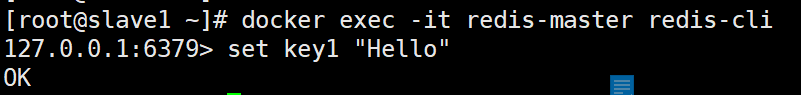 [root@slave1 ~]# docker exec -it redis-master redis-cli
127.0.0.1:6379> set key1 "Hello"
OK